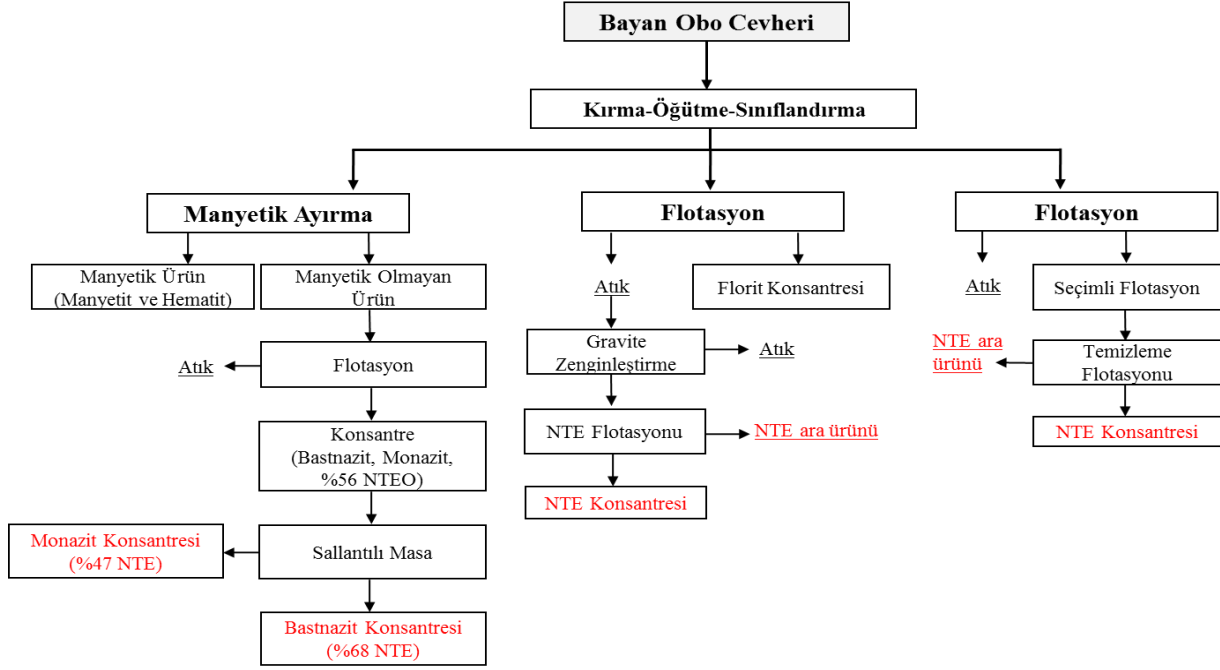 Bayan Obo Cevheri
Kırma-Öğütme-Sınıflandırma
Manyetik Ayırma
Manyetik Ürün
(Manyetit ve Hematit)
Manyetik Olmayan
Ürün
Atık
Flotasyon
Konsantre
(Bastnazit, Monazit,
%56 NTEO)
Monazit Konsantresi
(%47 NTE)
Sallantılı Masa
Bastnazit Konsantresi
(%68 NTE)
Flotasyon
Atık
Florit Konsantresi
Gravite
Zenginleştirme
Atık
NTE Flotasyonu
NTE ara ürünü
NTE Konsantresi
Flotasyon
Atık
Seçimli Flotasyon
NTE ara
ürünü
Temizleme
Flotasyonu
NTE Konsantresi